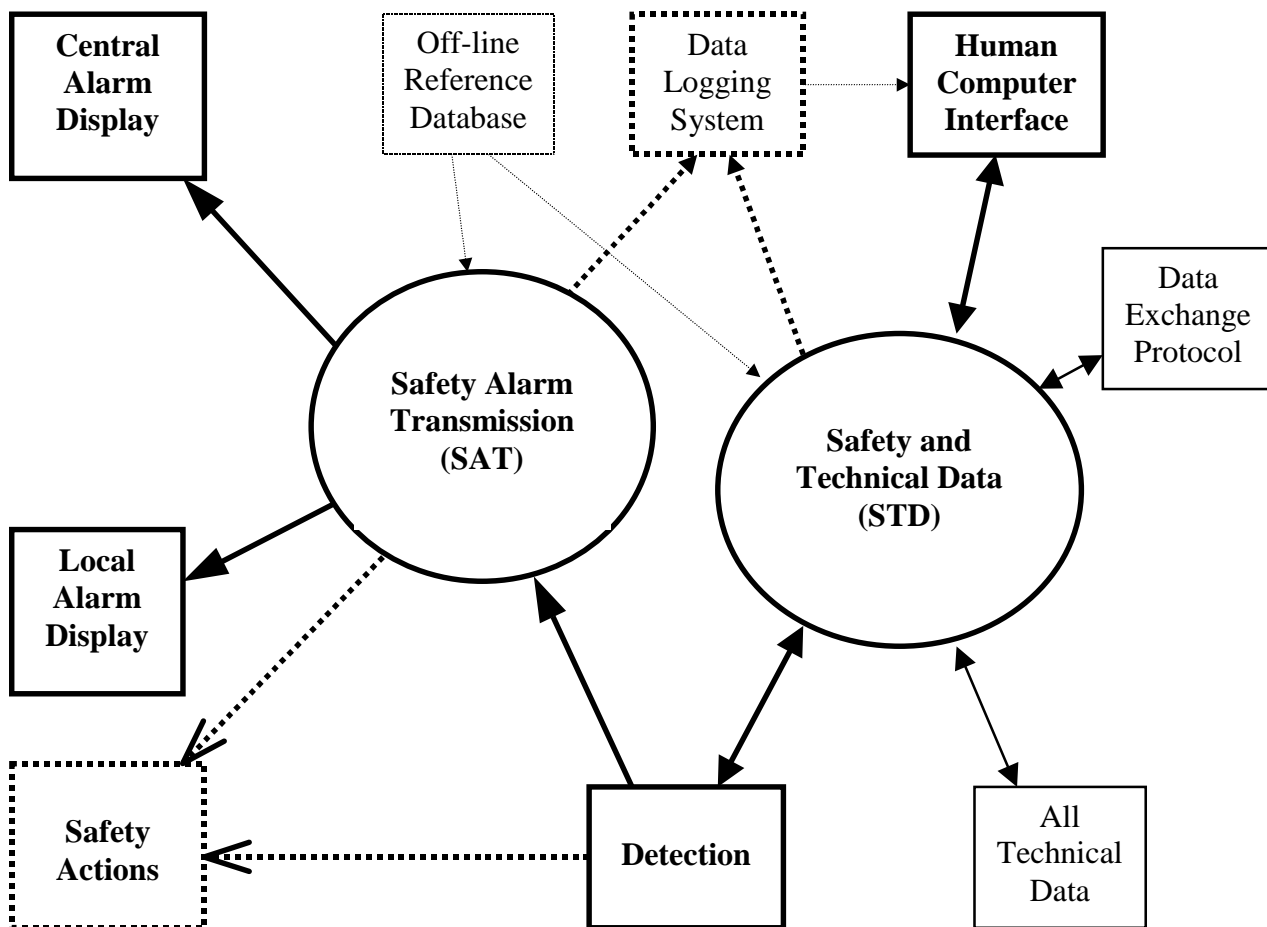 Central
Alarm
Display
Off-line
Reference
Database
Data
Logging
System
Human
Computer
Interface
Data
Exchange
Protocol
Safety Alarm
Transmission
(SAT)
Safety and
Technical Data
(STD)
Local
Alarm
Display
Safety
Actions
Detection
All
Technical
Data